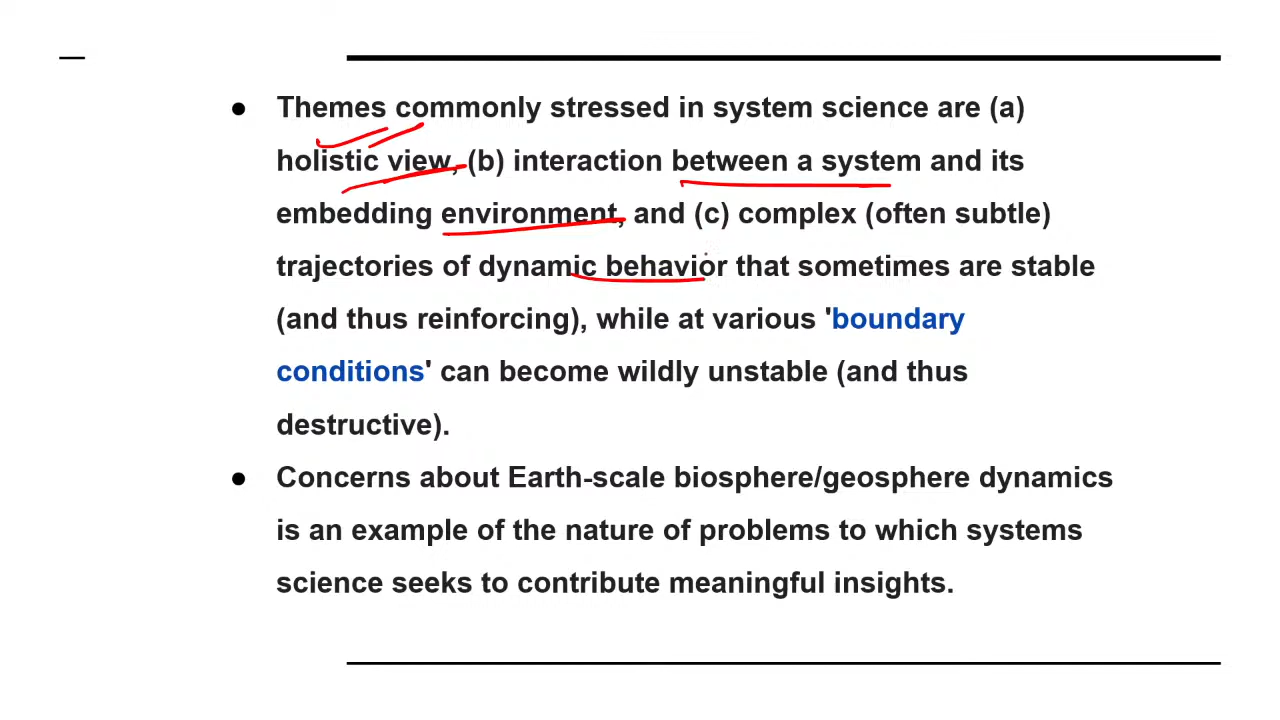 ● Themes commonly stressed in system science are (a)
holistic view, (b) interaction between a system and its
embedding environment, and (c) complex (often subtle)
trajectories of dynamic behavior that sometimes are stable
(and thus reinforcing), while at various 'boundary
conditions' can become wildly unstable (and thus
destructive).
● Concerns about Earth-scale biosphere/geosphere dynamics
is an example of the nature of problems to which systems
science seeks to contribute meaningful insights.